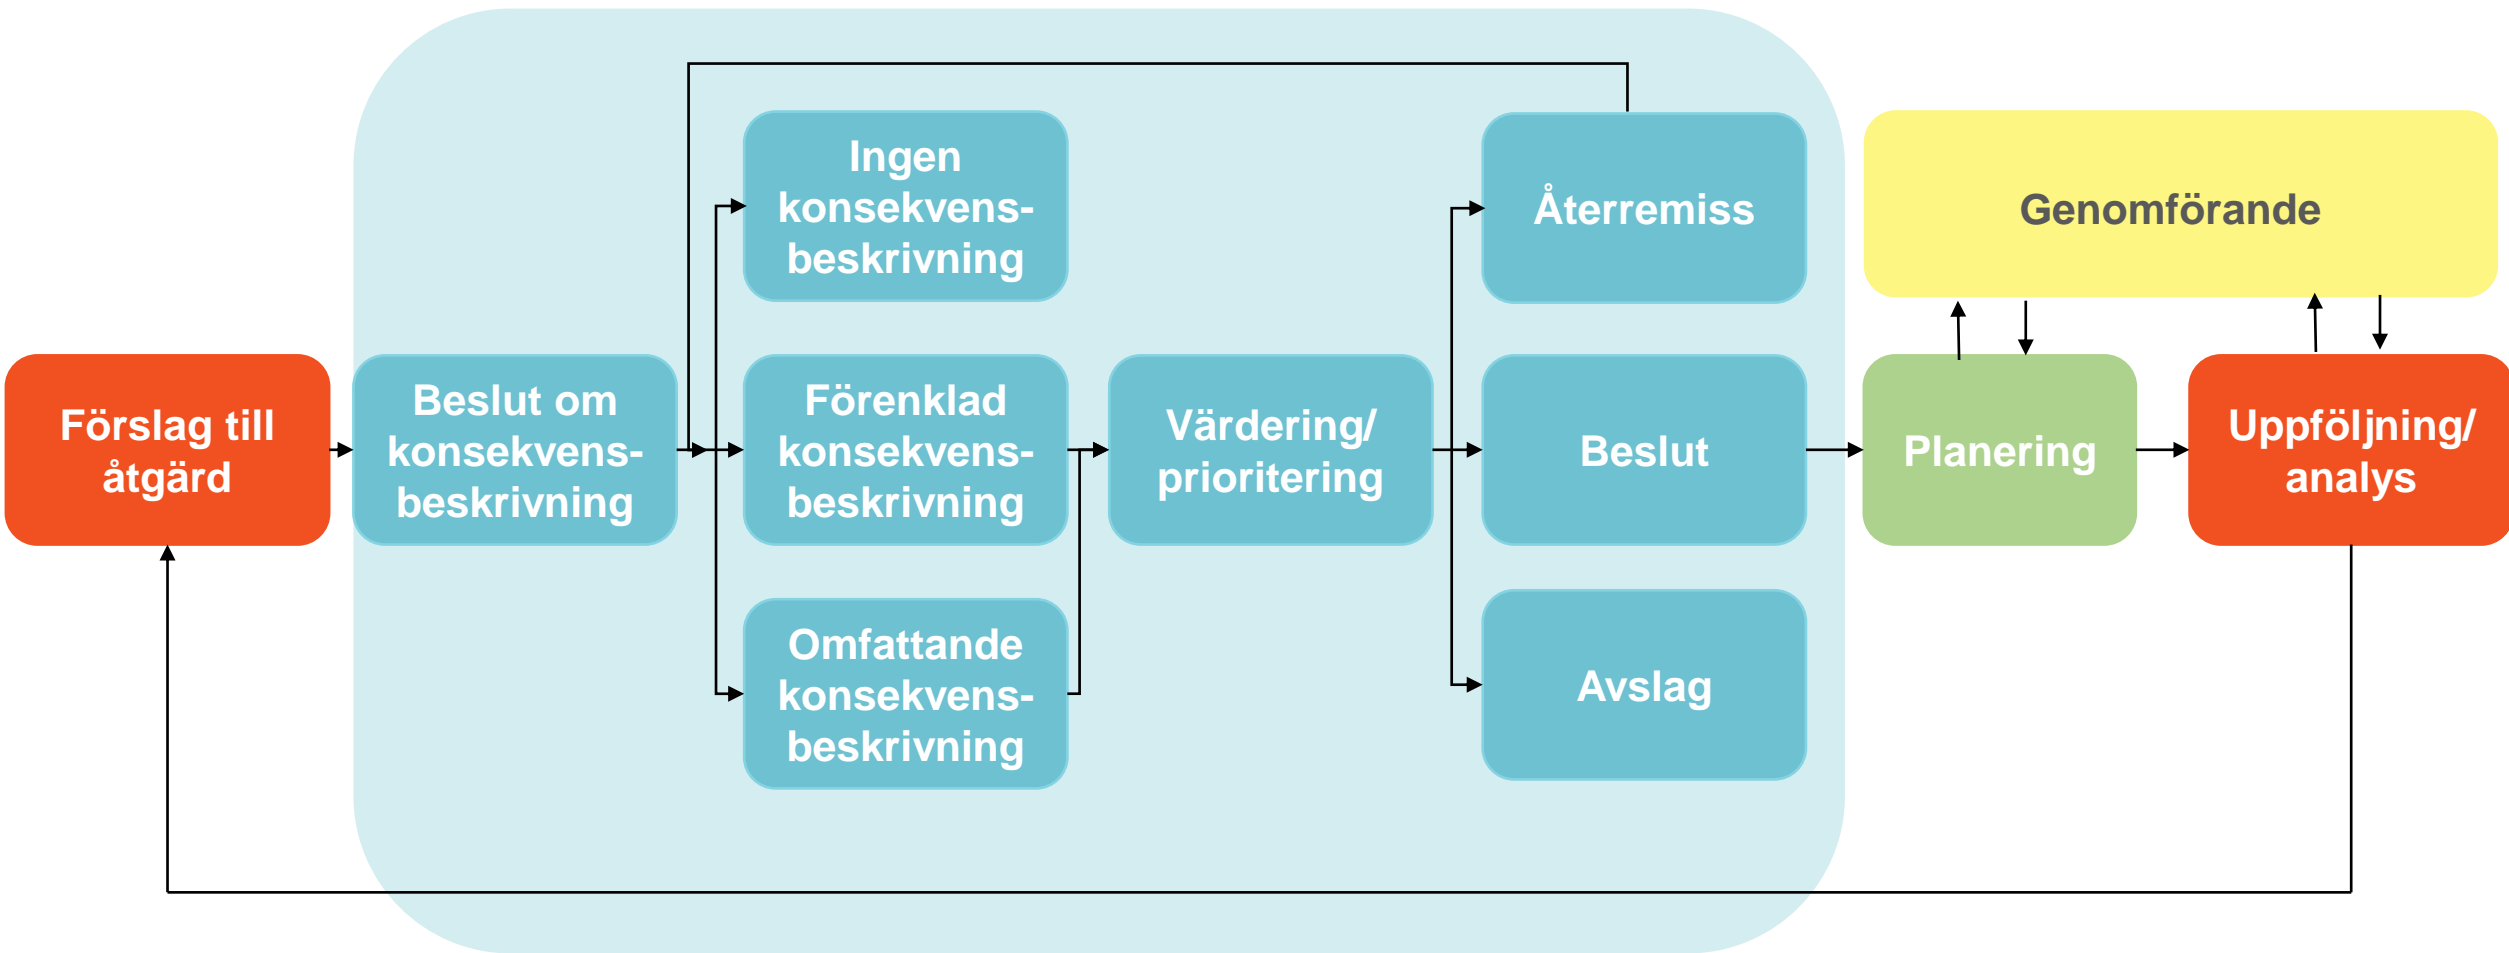 Förslag till
åtgärd
Beslut om
konsekvens-
beskrivning
Ingen
konsekvens-
beskrivning
Förenklad
konsekvens-
beskrivning
Omfattande
konsekvens-
beskrivning
Värdering/
prioritering
Återremiss
Beslut
Avslag
Genomförande
Planering
Uppföljning/
analys